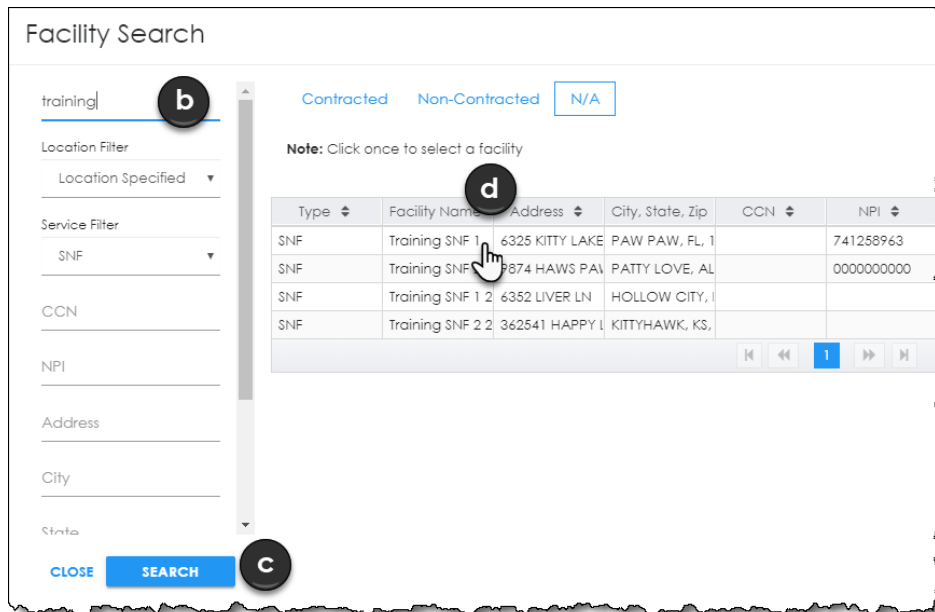 Facility Search
training
b
Location Filter
Location Specified
Service Filter
SNF
CCN
NPI
Address
City
State
CLOSE SEARCH
c
Contracted Non-Contracted N/A
Note: Click once to select a facility
d
Type Facility Name Address City, State, Zip CCN NPI
SNF Training SNF 1 6325 KITTY LAKE PAW PAW, FL, 1 741258963
SNF Training SNF 9874 HAWS PAW PATTY LOVE, AL 0000000000
SNF Training SNF 1 2 6352 LIVER LN HOLLOW CITY,
SNF Training SNF 2 2 362541 HAPPY L KITTYHAWK, KS,
1